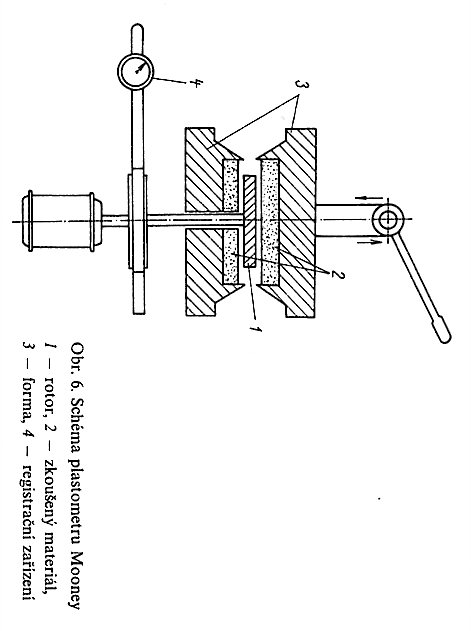 4
3
2
1
Obr. 6. Schéma plastometru Mooney
1 — rotor, 2 — zkoušený materiál,
3 — forma, 4 — registrační zařízení